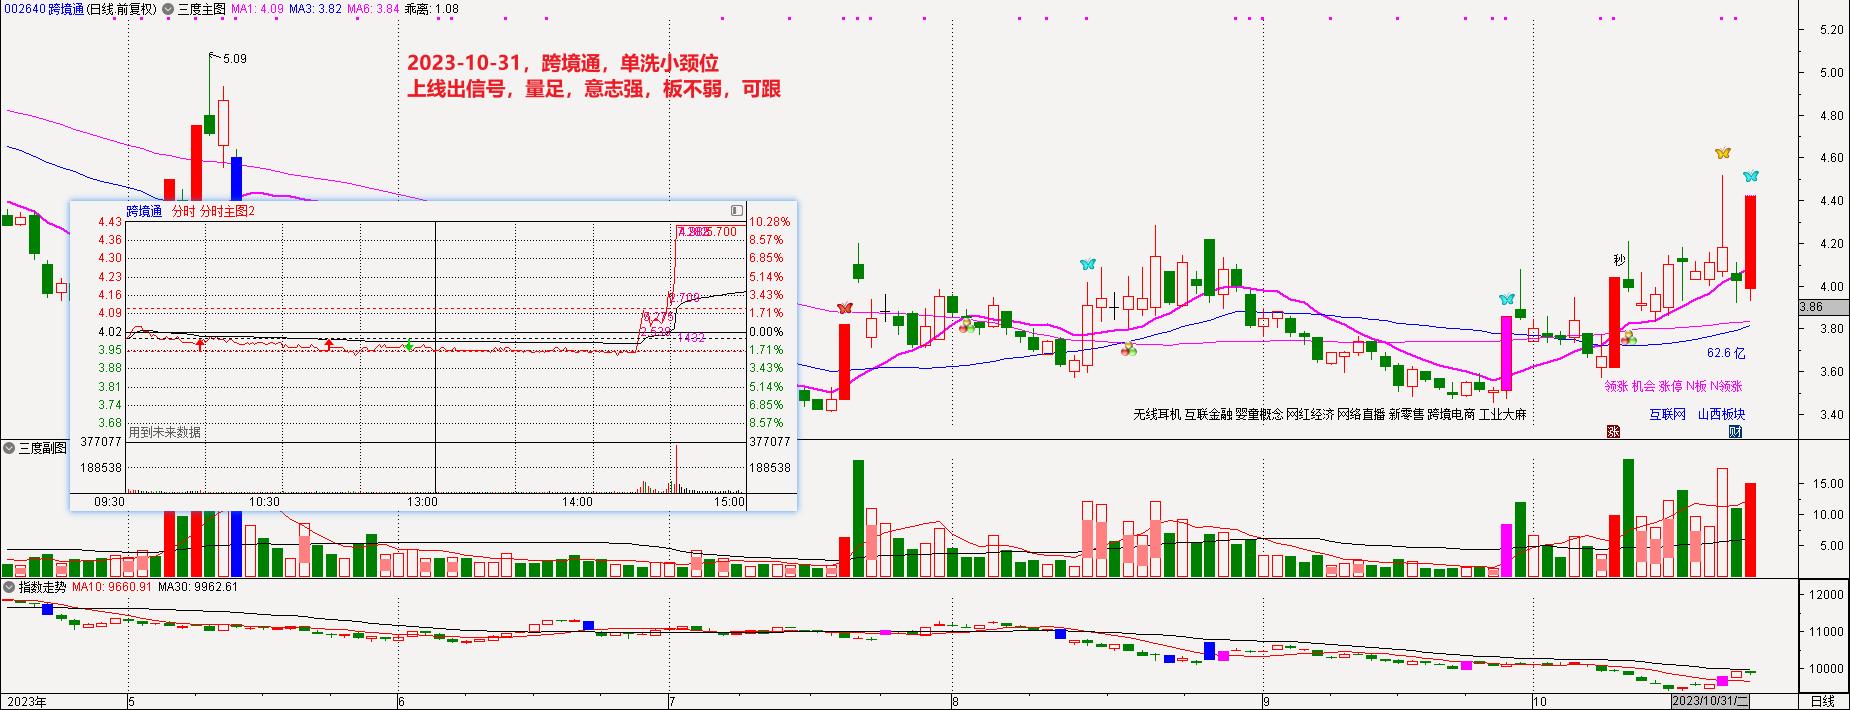 002640 跨境通(日线.前复权) 三度主图 MA1: 4.09 MA3: 3.82 MA6: 3.84 乖离: 1.08
2023-10-31，跨境通，单洗小颈位
上线出信号，量足，意志强，板不弱，可跟
5.09
5.20
5.00
4.80
4.60
4.40
4.20
4.00
3.86
3.80
3.60
3.40
秒
62.6 亿
领涨 机会 涨停 N板 N领涨
无线耳机 互联金融 婴童概念 网红经济 网络直播 新零售 跨境电商 工业大麻
互联网 山西板块
涨
财
跨境通 分时 分时主图2
4.43 10.28%
4.36 8.57%
4.30 6.85%
4.23 5.14%
4.16 3.43%
4.09 1.71%
4.02 0.00%
3.95 1.71%
3.88 3.43%
3.81 5.14%
3.74 6.85%
3.68 8.57%
用到未来数据
377077 377077
188538 188538
09:30 10:30 13:00 14:00 15:00
三度副图
15.00
10.00
5.00
指数走势 MA10: 9660.91 MA30: 9962.61
12000
11000
10000
2023年 5 6 7 8 9 10 2023/10/31/二 日线